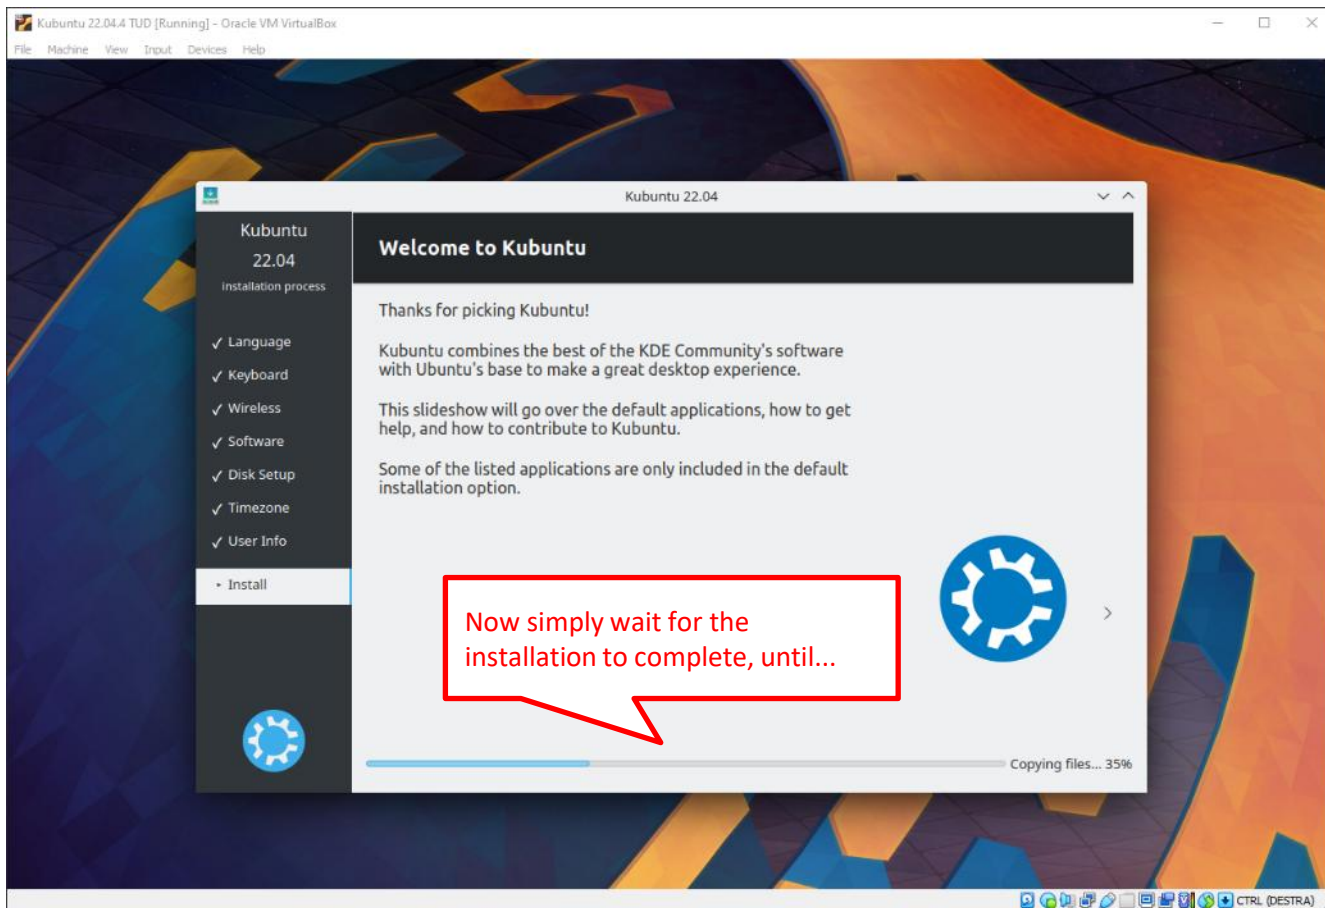 Kubuntu 22.04.4 TUD [Running] - Oracle VM VirtualBox
File Machine View Input Devices Help
Kubuntu 22.04
Kubuntu
22.04
installation process
✓ Language
✓ Keyboard
✓ Wireless
✓ Software
✓ Disk Setup
✓ Timezone
✓ User Info
• Install
Welcome to Kubuntu
Thanks for picking Kubuntu!
Kubuntu combines the best of the KDE Community's software
with Ubuntu's base to make a great desktop experience.
This slideshow will go over the default applications, how to get
help, and how to contribute to Kubuntu.
Some of the listed applications are only included in the default
installation option.
Now simply wait for the
installation to complete, until...
Copying files... 35%
CTRL (DESTRA)